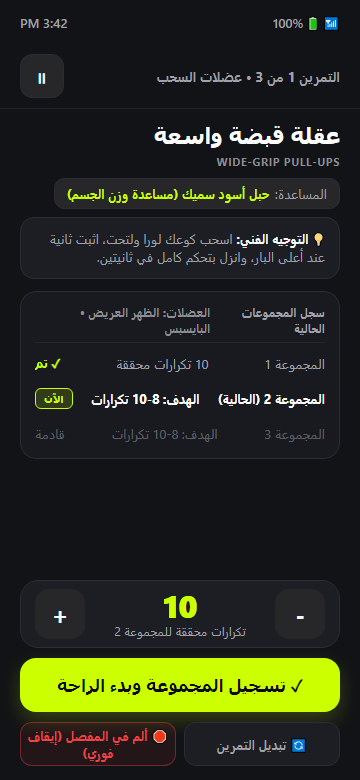 3:42 PM
100%
التمرين 1 من 3 • عضلات السحب
عقلة قبضة واسعة
WIDE-GRIP PULL-UPS
المساعدة: حبل أسود سميك (مساعدة وزن الجسم)
💡 التوجيه الفني: اسحب كوعك لورا ولتحت، اثبت ثانية
عند أعلى البار، وانزل بتحكم كامل في ثانيتين.
سجل المجموعات الحالية
العضلات: الظهر العريض • البايسبس
المجموعة 1 10 تكرارات محققة ✓ تم
المجموعة 2 (الحالية) الهدف: 8-10 تكرارات الآن
المجموعة 3 الهدف: 8-10 تكرارات قادمة
- 10 +
تكرارات محققة للمجموعة 2
✓ تسجيل المجموعة وبدء الراحة
🔄 تبديل التمرين
🛑 ألم في المفصل (إيقاف
فوري)